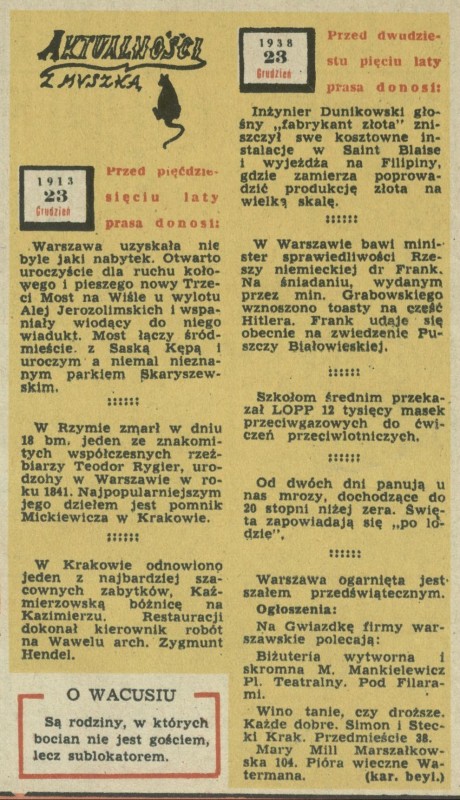 AKTUALNOŚCI
Z MYSZKĄ
1913
23
Grudzień
Przed pięćdzie-
sięciu laty
prasa donosi:
Warszawa uzyskała nie
byle jaki nabytek. Otwarto
uroczyście dla ruchu koło-
wego i pieszego nowy Trze-
ci Most na Wiśle u wylotu
Alej Jerozolimskich i wspa-
niały wiodący do niego
wiadukt. Most łączy śród-
mieście z Saską Kępą i
uroczym a niemal niezna-
nym parkiem Skaryszew-
skim.
::::::
W Rzymie zmarł w dniu
18 bm. jeden ze znakomi-
tych współczesnych rzeź-
biarzy Teodor Rygier, uro-
dzohy w Warszawie w ro-
ku 1841. Najpopularniejszym
jego dziełem jest pomnik
Mickiewicza w Krakowie.
::::::
W Krakowie odnowiono
jeden z najbardziej sza-
cownych zabytków, Kaź-
mierzowską bóżnicę na
Kazimierzu. Restauracji
dokonał kierownik robót
na Wawelu arch. Zygmunt
Hendel.
O WACUSIU
Są rodziny, w których
bocian nie jest gościem,
lecz sublokatorem.
1938
23
Grudzień
Przed dwudzie-
stu pięciu laty
prasa donosi:
Inżynier Dunikowski gło-
śny „fabrykant złota" zni-
szczył swe kosztowne in-
stalacje w Saint Blaise
i wyjeżdża na Filipiny,
gdzie zamierza poprowa-
dzić produkcję złota na
wielką skalę.
::::::
W Warszawie bawi mini-
ster sprawiedliwości Rze-
szy niemieckiej dr Frank.
Na śniadaniu, wydanym
przez min. Grabowskiego
wznoszono toasty na cześć
Hitlera. Frank udaje się
obecnie na zwiedzenie Pu-
szczy Białowieskiej.
::::::
Szkołom średnim przeka-
zał LOPP 12 tysięcy masek
przeciwgazowych do ćwi-
czeń przeciwlotniczych.
::::::
Od dwóch dni panują u
nas mrozy, dochodzące do
20 stopni niżej zera. Świę-
ta zapowiadają się „po lo-
dzie".
::::::
Warszawa ogarnięta jest
szałem przedświątecznym.
Ogłoszenia:
Na Gwiazdkę firmy war-
szawskie polecają:
Biżuteria wytworna i
skromna M. Mankielewicz
Pl. Teatralny. Pod Filara-
mi.
Wino tanie, czy droższe.
Każde dobre. Simon i Stec-
ki Krak. Przedmieście 38.
Mary Mill Marszałkow-
ska 104. Pióra wieczne Wa-
termana. (kar. beyl.)